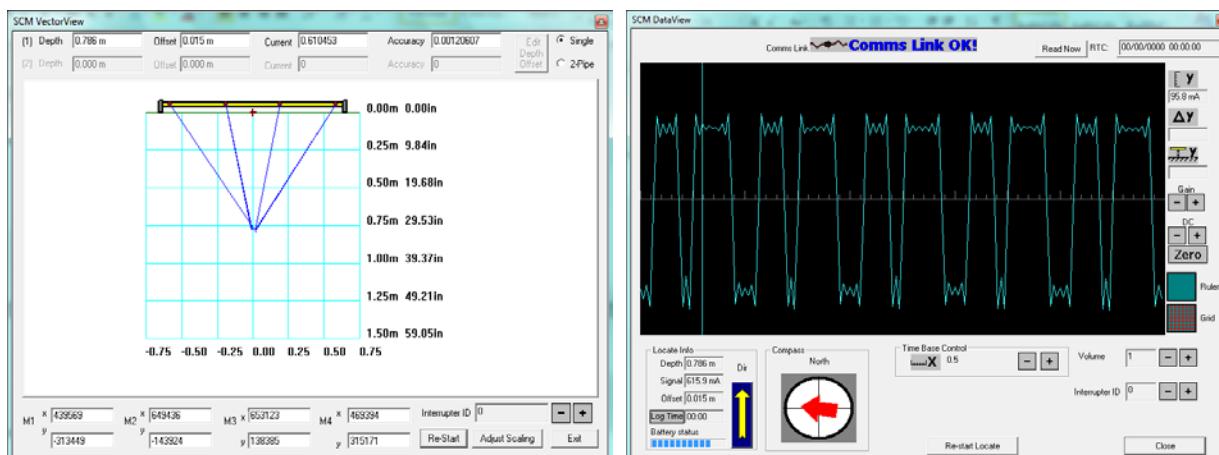 SCM VectorView
(1) Depth 0.786 m Offset 0.015 m Current 0.610453 Accuracy 0.00120607 Edit Depth Offset Single
(2) Depth 0.000 m Offset 0.000 m Current 0 Accuracy 0 2-Pipe
0.00m 0.00in
0.25m 9.84in
0.50m 19.68in
0.75m 29.53in
1.00m 39.37in
1.25m 49.21in
1.50m 59.05in
-0.75 -0.50 -0.25 0.00 0.25 0.50 0.75
M1 x 439569 M2 x 649436 M3 x 653123 M4 x 469394 Interrupter ID 0 - +
y -313449 y -143924 y 138385 y 315171 Re-Start Adjust Scaling Exit
SCM DataView
Comms Link Comms Link OK! Read Now RTC: 00/00/0000 00:00:00
y
95.8 mA
Δy
y
Gain
- +
DC
- +
Zero
Ruler
Grid
Locate Info
Depth 0.786 m
Signal 615.9 mA
Offset 0.015 m
Log Time 00:00
Battery status
Dir
Compass
North
Time Base Control
X 0.5 - +
Volume 1 - +
Interrupter ID 0 - +
Re-start Locate
Close